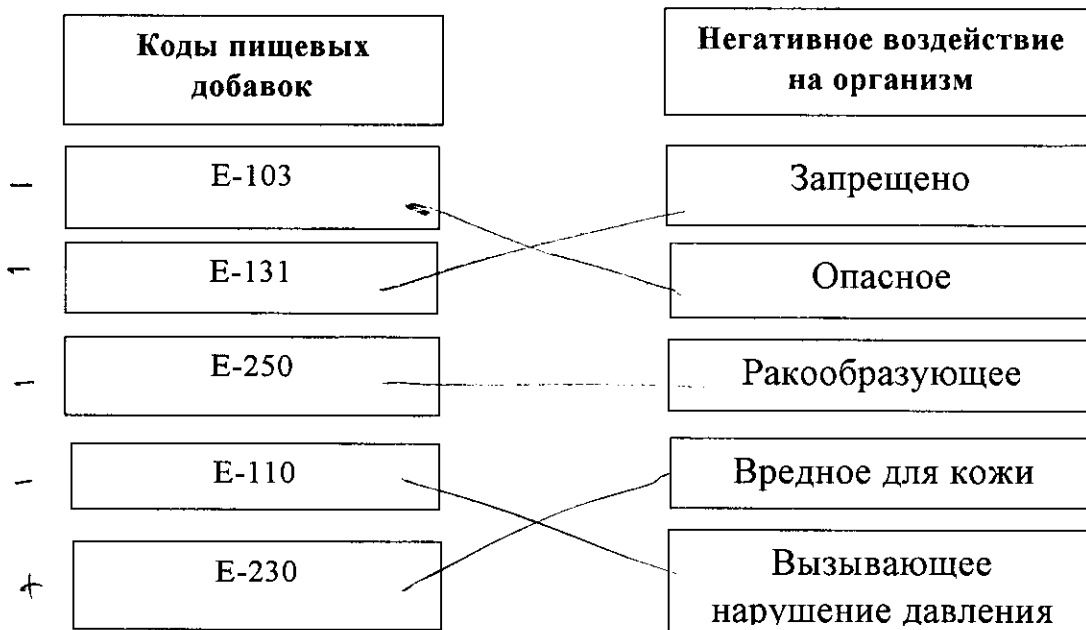 Коды пищевых
добавок
Негативное воздействие
на организм
– Е-103
Запрещено
– Е-131
Опасное
– Е-250
Ракообразующее
– Е-110
Вредное для кожи
+ Е-230
Вызывающее
нарушение давления